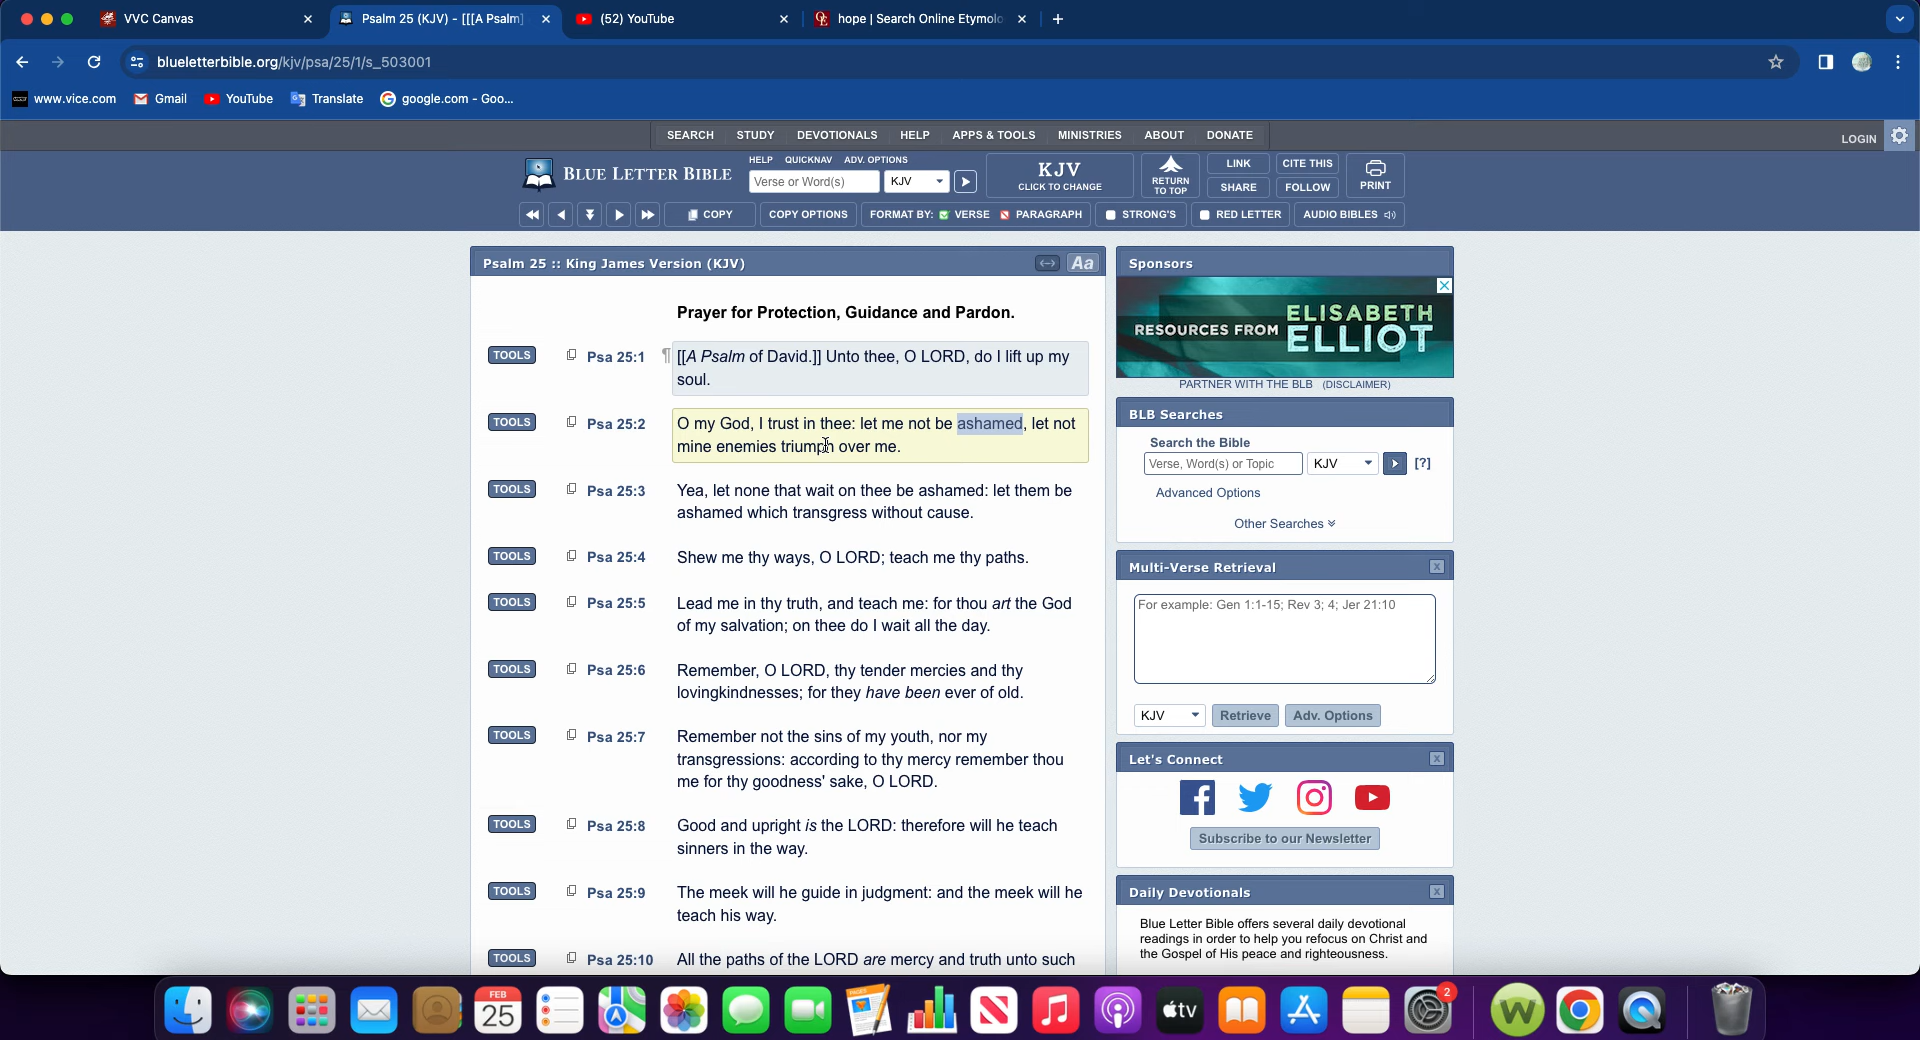 VVC Canvas
Psalm 25 (KJV) - [[[A Psalm]
(52) YouTube
hope | Search Online Etymolo
blueletterbible.org/kjv/psa/25/1/s_503001
www.vice.com
Gmail
YouTube
Translate
google.com - Goo...
SEARCH STUDY DEVOTIONALS HELP APPS & TOOLS MINISTRIES ABOUT DONATE
LOGIN
BLUE LETTER BIBLE
HELP QUICKNAV ADV. OPTIONS
Verse or Word(s)
KJV
KJV
CLICK TO CHANGE
RETURN
TO TOP
LINK
CITE THIS
SHARE
FOLLOW
PRINT
COPY
COPY OPTIONS
FORMAT BY: VERSE PARAGRAPH
STRONG'S
RED LETTER
AUDIO BIBLES
Psalm 25 :: King James Version (KJV)
Aa
Prayer for Protection, Guidance and Pardon.
TOOLS Psa 25:1 ¶ [[A Psalm of David.]] Unto thee, O LORD, do I lift up my
soul.
TOOLS Psa 25:2 O my God, I trust in thee: let me not be ashamed, let not
mine enemies triumph over me.
TOOLS Psa 25:3 Yea, let none that wait on thee be ashamed: let them be
ashamed which transgress without cause.
TOOLS Psa 25:4 Shew me thy ways, O LORD; teach me thy paths.
TOOLS Psa 25:5 Lead me in thy truth, and teach me: for thou art the God
of my salvation; on thee do I wait all the day.
TOOLS Psa 25:6 Remember, O LORD, thy tender mercies and thy
lovingkindnesses; for they have been ever of old.
TOOLS Psa 25:7 Remember not the sins of my youth, nor my
transgressions: according to thy mercy remember thou
me for thy goodness' sake, O LORD.
TOOLS Psa 25:8 Good and upright is the LORD: therefore will he teach
sinners in the way.
TOOLS Psa 25:9 The meek will he guide in judgment: and the meek will he
teach his way.
TOOLS Psa 25:10 All the paths of the LORD are mercy and truth unto such
Sponsors
RESOURCES FROM
ELISABETH
ELLIOT
PARTNER WITH THE BLB (DISCLAIMER)
BLB Searches
Search the Bible
Verse, Word(s) or Topic
KJV
[?]
Advanced Options
Other Searches
Multi-Verse Retrieval
x
For example: Gen 1:1-15; Rev 3; 4; Jer 21:10
KJV
Retrieve
Adv. Options
Let's Connect
x
Subscribe to our Newsletter
Daily Devotionals
x
Blue Letter Bible offers several daily devotional
readings in order to help you refocus on Christ and
the Gospel of His peace and righteousness.
FEB
25
tv
2
W